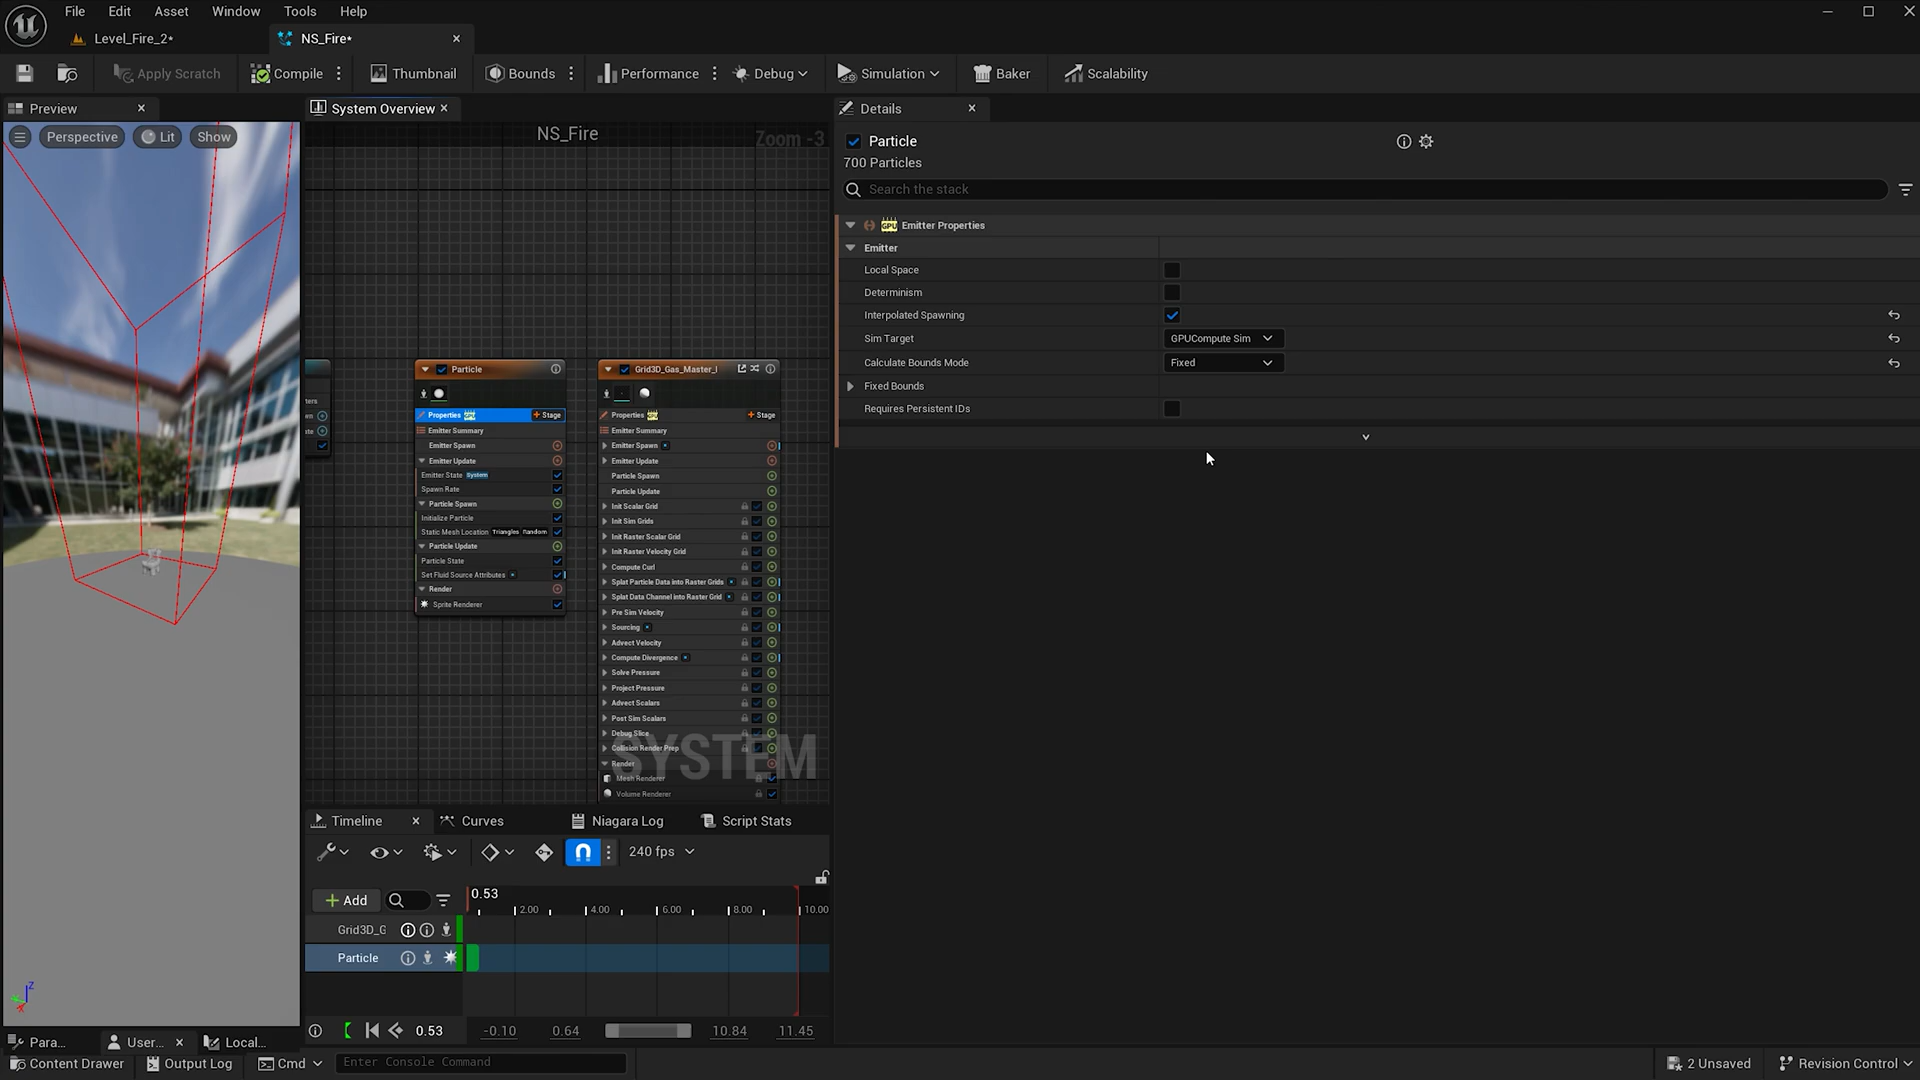 File Edit Asset Window Tools Help
Level_Fire_2*
NS_Fire*
Apply Scratch
Compile
Thumbnail
Bounds
Performance
Debug
Simulation
Baker
Scalability
Preview
System Overview
Details
Perspective
Lit
Show
NS_Fire
Zoom -3
Particle
700 Particles
Search the stack
GPU Emitter Properties
Emitter
Local Space
Determinism
Interpolated Spawning
Sim Target
GPUCompute Sim
Calculate Bounds Mode
Fixed
Fixed Bounds
Requires Persistent IDs
Particle
Properties GPU
Stage
Emitter Summary
Emitter Spawn
Emitter Update
Emitter State System
Spawn Rate
Particle Spawn
Initialize Particle
Static Mesh Location Triangles Random
Particle Update
Particle State
Set Fluid Source Attributes
Render
Sprite Renderer
Grid3D_Gas_Master_
Properties
Stage
Emitter Summary
Emitter Spawn
Emitter Update
Particle Spawn
Particle Update
Init Scalar Grid
Init Sim Grids
Init Raster Scalar Grid
Init Raster Velocity Grid
Compute Curl
Splat Particle Data into Raster Grids
Splat Data Channel into Raster Grid
Pre Sim Velocity
Sourcing
Advect Velocity
Compute Divergence
Solve Pressure
Project Pressure
Advect Scalars
Post Sim Scalars
Debug Slice
Collision Render Prep
Render
Mesh Renderer
Volume Renderer
SYSTEM
Timeline
Curves
Niagara Log
Script Stats
240 fps
Add
0.53
2.00 4.00 6.00 8.00 10.00
Grid3D_G
Particle
0.53
-0.10 0.64
10.84 11.45
Para...
User...
Local...
Content Drawer
Output Log
Cmd
Enter Console Command
2 Unsaved
Revision Control